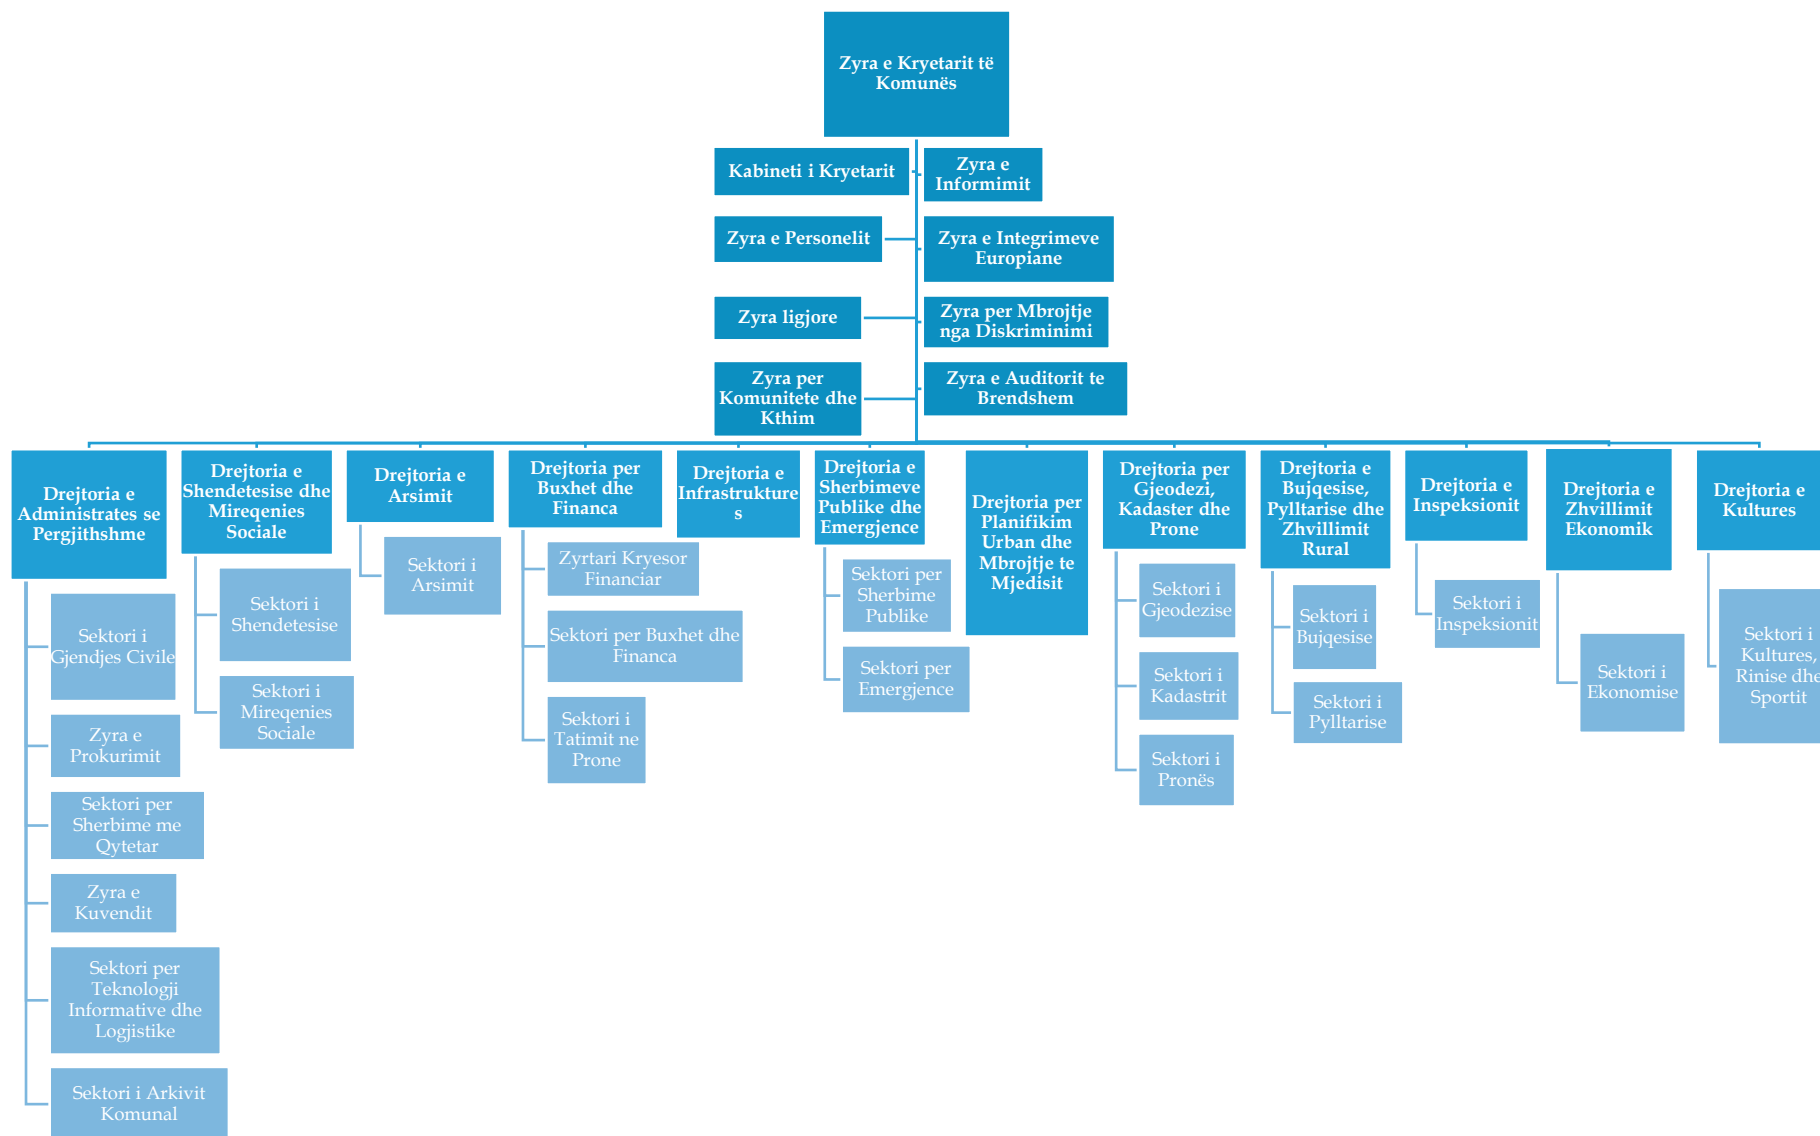 Zyra e Kryetarit të
Komunës
Kabineti i Kryetarit
Zyra e
Informimit
Zyra e Personelit
Zyra e Integrimeve
Europiane
Zyra ligjore
Zyra per Mbrojtje
nga Diskriminimi
Zyra per
Komunitete dhe
Kthim
Zyra e Auditorit te
Brendshem
Drejtoria e
Administrates se
Pergjithshme
Sektori i
Gjendjes Civile
Zyra e
Prokurimit
Sektori per
Sherbime me
Qytetar
Zyra e
Kuvendit
Sektori per
Teknologji
Informative dhe
Logjistike
Sektori i Arkivit
Komunal
Drejtoria e
Shendetesise dhe
Mireqenies
Sociale
Sektori i
Shendetesise
Sektori i
Mireqenies
Sociale
Drejtoria e
Arsimit
Sektori i
Arsimit
Drejtoria per
Buxhet dhe
Financa
Zyrtari Kryesor
Financiar
Sektori per Buxhet dhe
Financa
Sektori i
Tatimit ne
Prone
Drejtoria e
Infrastrukture
s
Drejtoria e
Sherbimeve
Publike dhe
Emergjence
Sektori per
Sherbime
Publike
Sektori per
Emergjence
Drejtoria per
Planifikim
Urban dhe
Mbrojtje te
Mjedisit
Drejtoria per
Gjeodezi,
Kadaster dhe
Prone
Sektori i
Gjeodezise
Sektori i
Kadastrit
Sektori i
Pronës
Drejtoria e
Bujqesise,
Pylltarise dhe
Zhvillimit
Rural
Sektori i
Bujqesise
Sektori i
Pylltarise
Drejtoria e
Inspeksionit
Sektori i
Inspeksionit
Drejtoria e
Zhvillimit
Ekonomik
Sektori i
Ekonomise
Drejtoria e
Kultures
Sektori i
Kultures,
Rinise dhe
Sportit